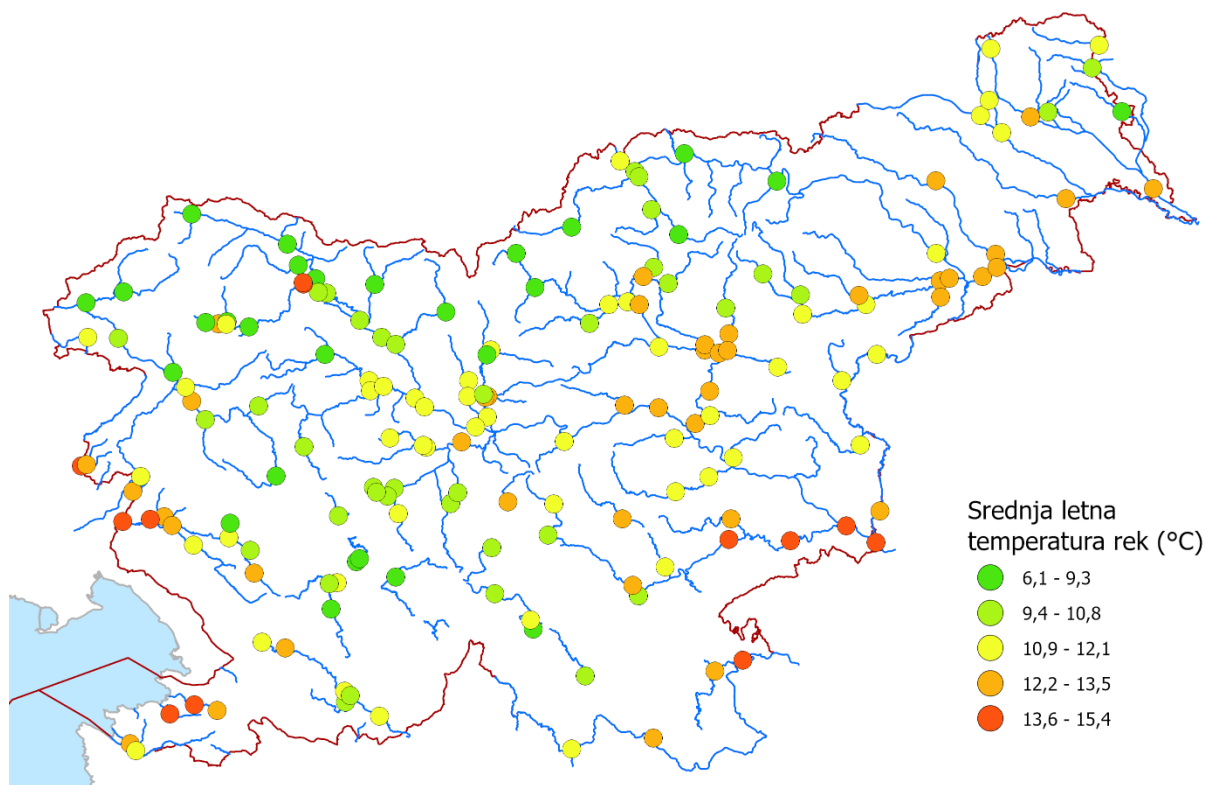 Srednja letna
temperatura rek (°C)
6,1 - 9,3
9,4 - 10,8
10,9 - 12,1
12,2 - 13,5
13,6 - 15,4